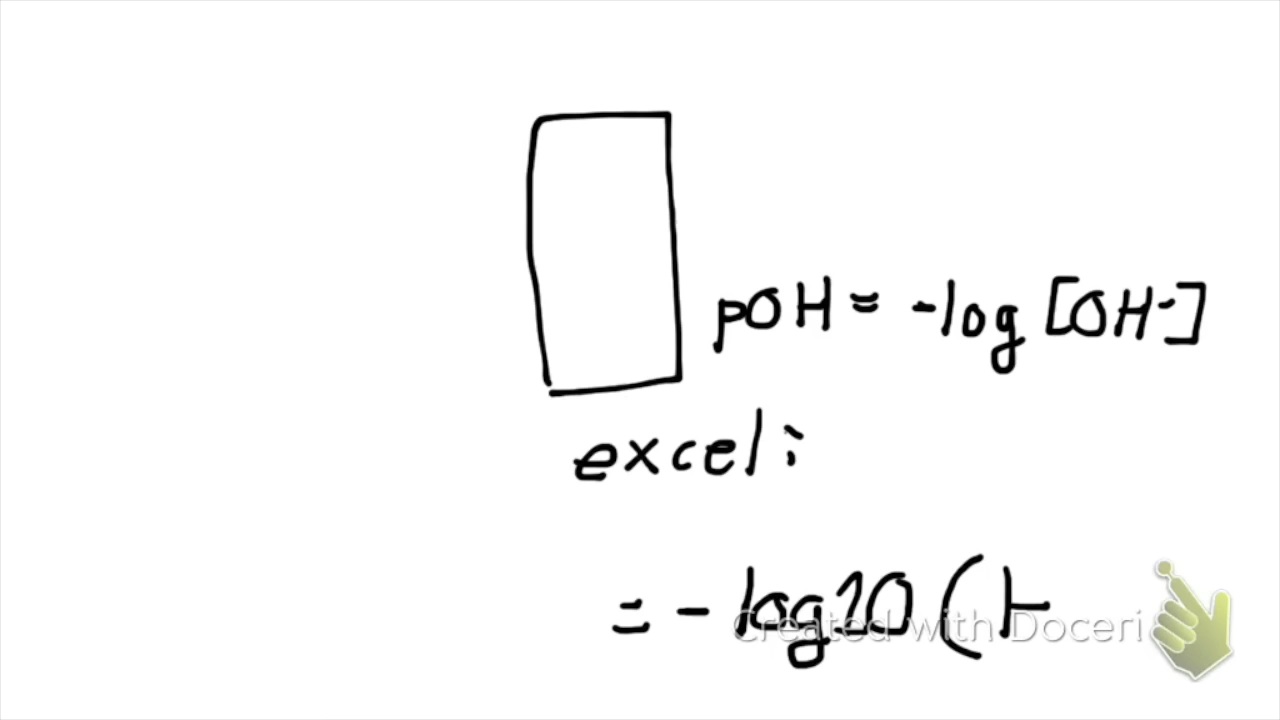 pOH = -log [OH-]
excel:
= - log10 (
Created with Doceri